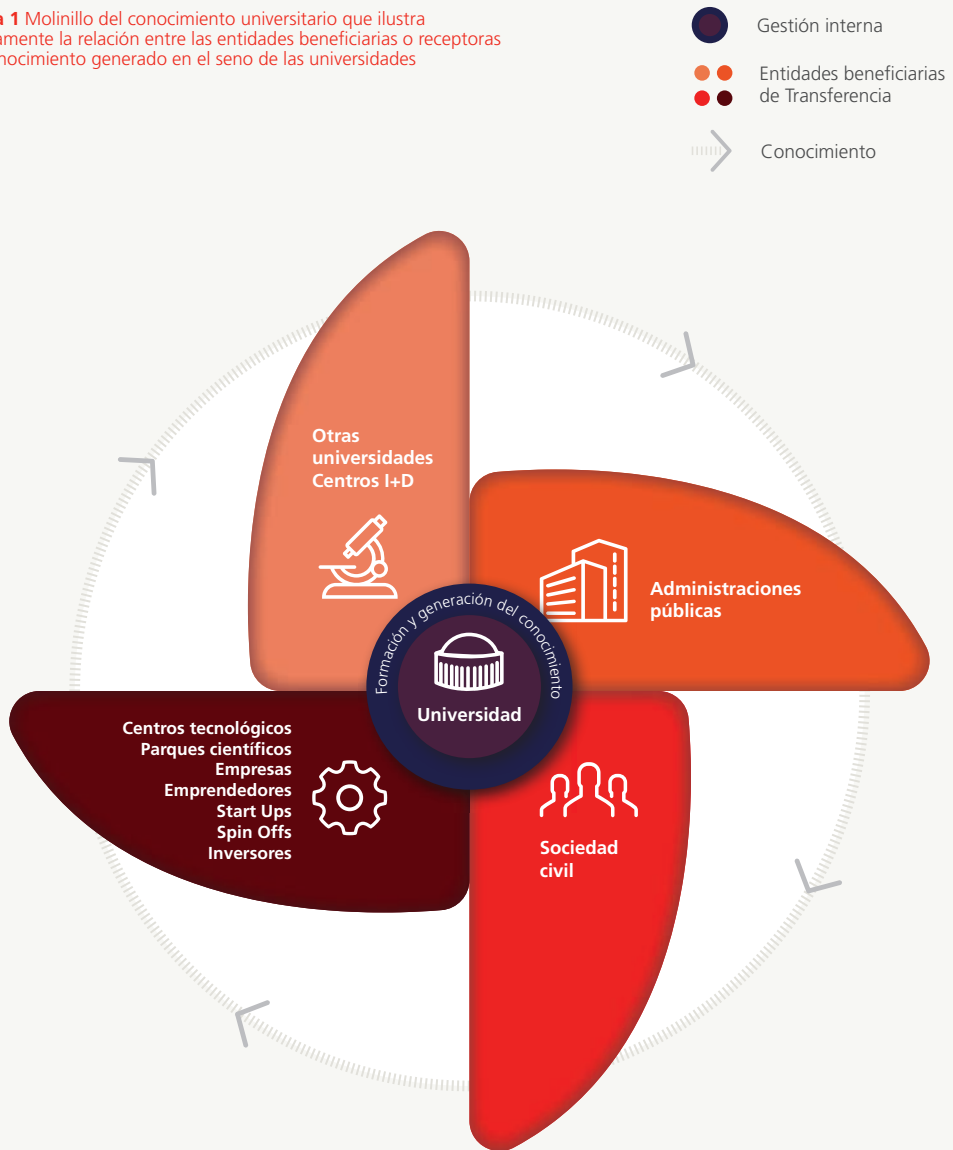 1 Molinillo del conocimiento universitario que ilustra
la relación entre las entidades beneficiarias o receptoras
generado en el seno de las universidades
Gestión interna
Entidades beneficiarias
de Transferencia
Conocimiento
Otras
universidades
Centros I+D
Administraciones
públicas
Formación y generación del conocimiento
Universidad
Centros tecnológicos
Parques científicos
Empresas
Emprendedores
Start Ups
Spin Offs
Inversores
Sociedad
civil